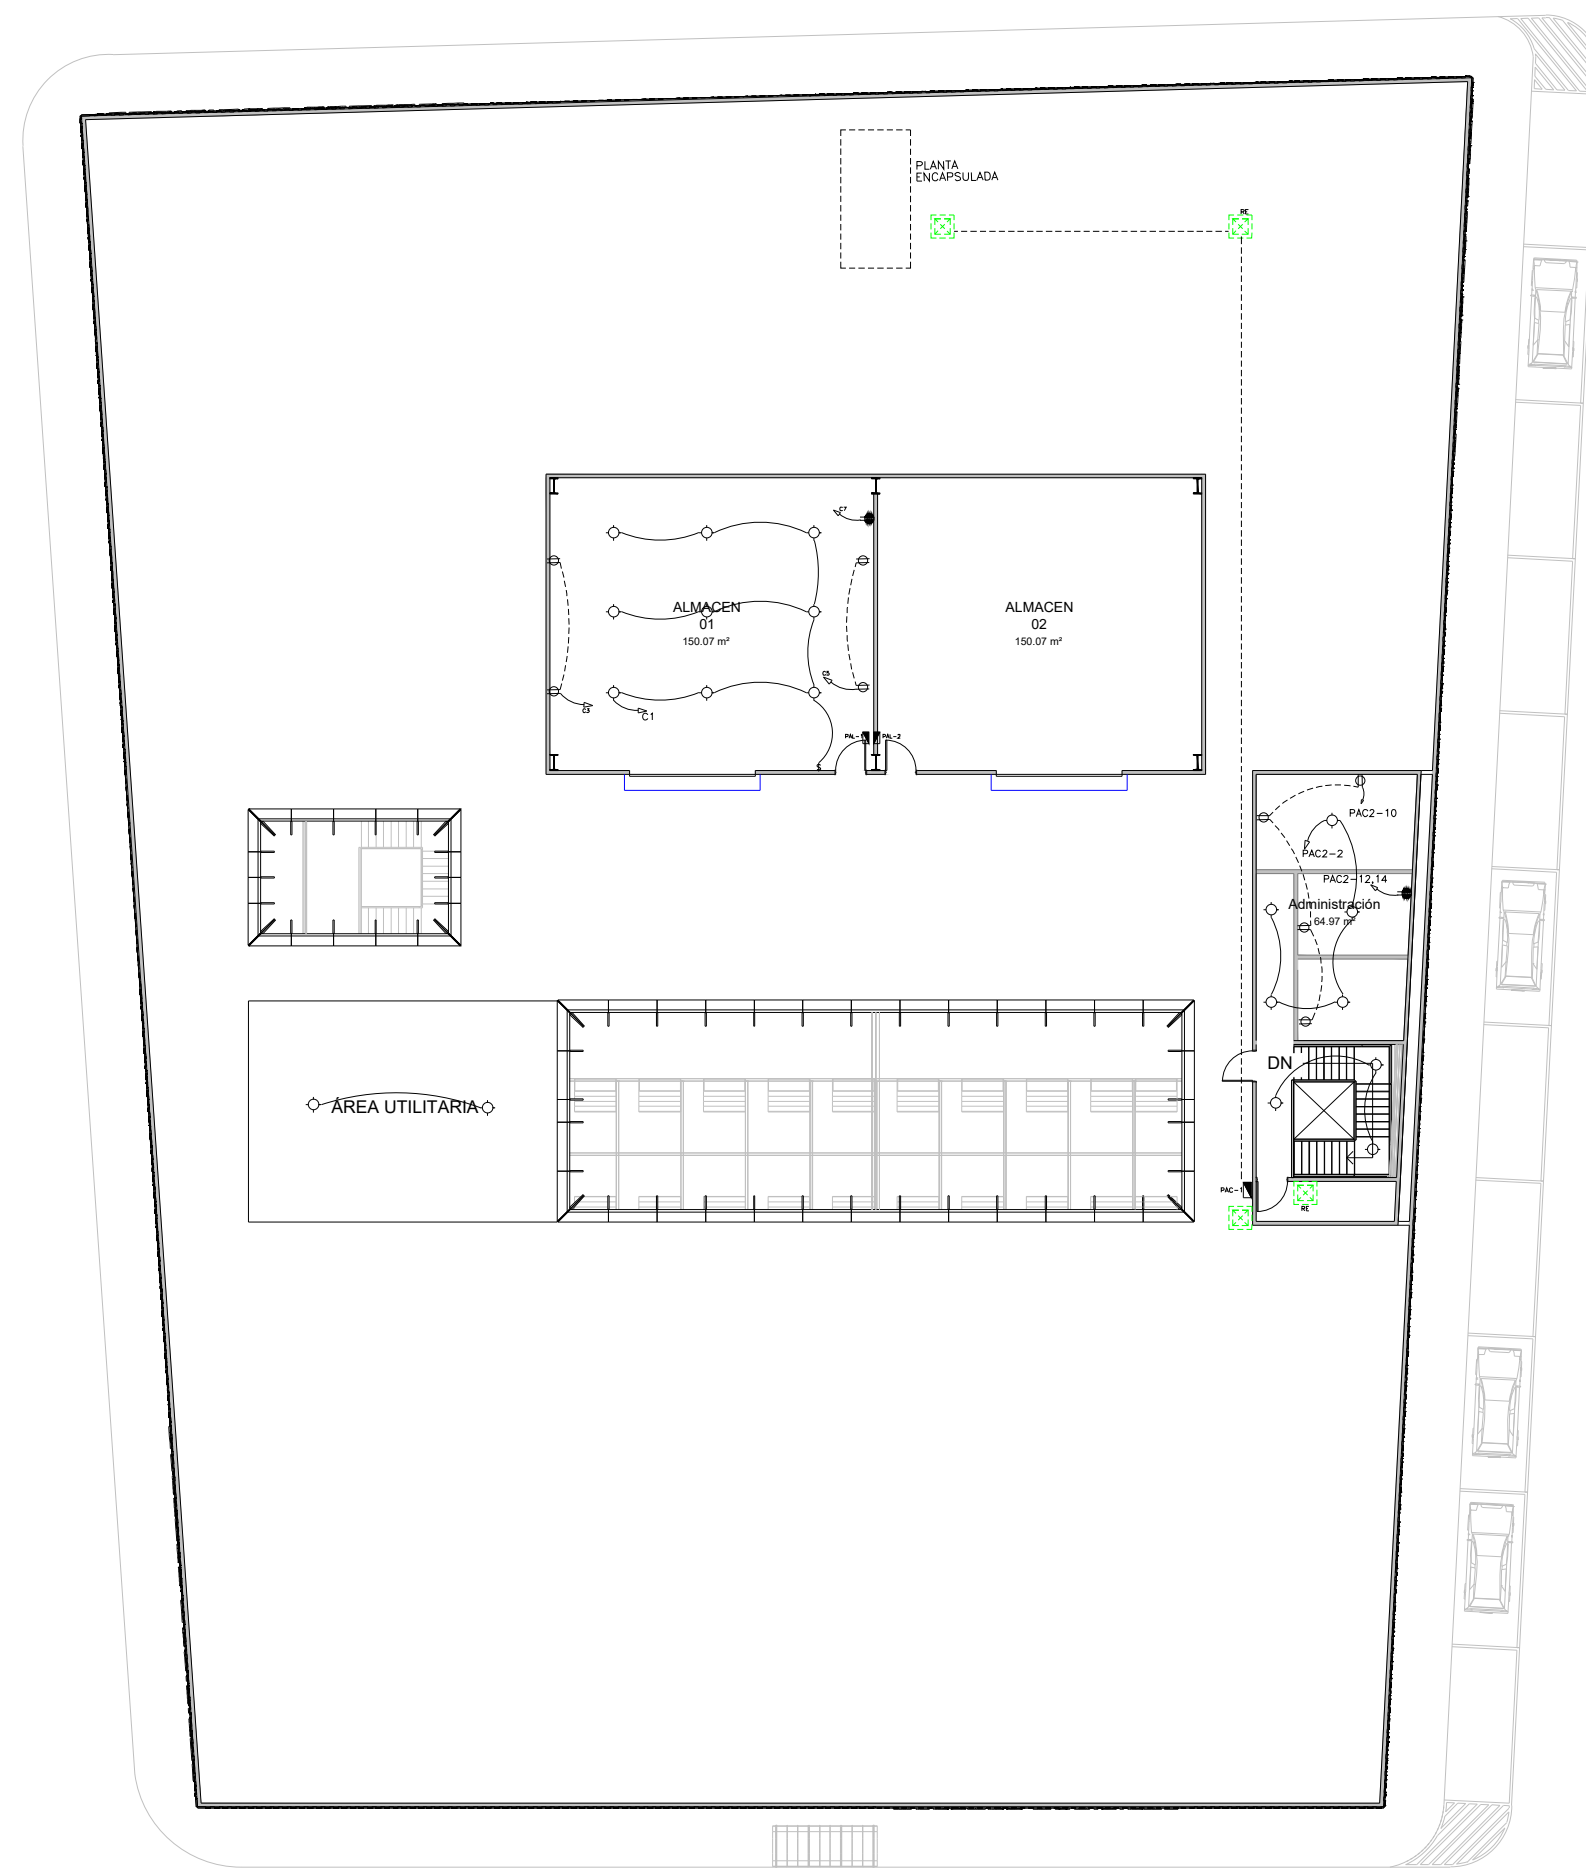 PLANTA
ENCAPSULADA
RE
C7
ALMACEN
01
150.07 m²
ALMACEN
02
150.07 m²
C5
C3
C1
PAL-1
PAL-2
S
PAC2-10
PAC2-2
PAC2-12,14
Administración
64.97 m²
DN
ÁREA UTILITARIA
PAC-1
RE